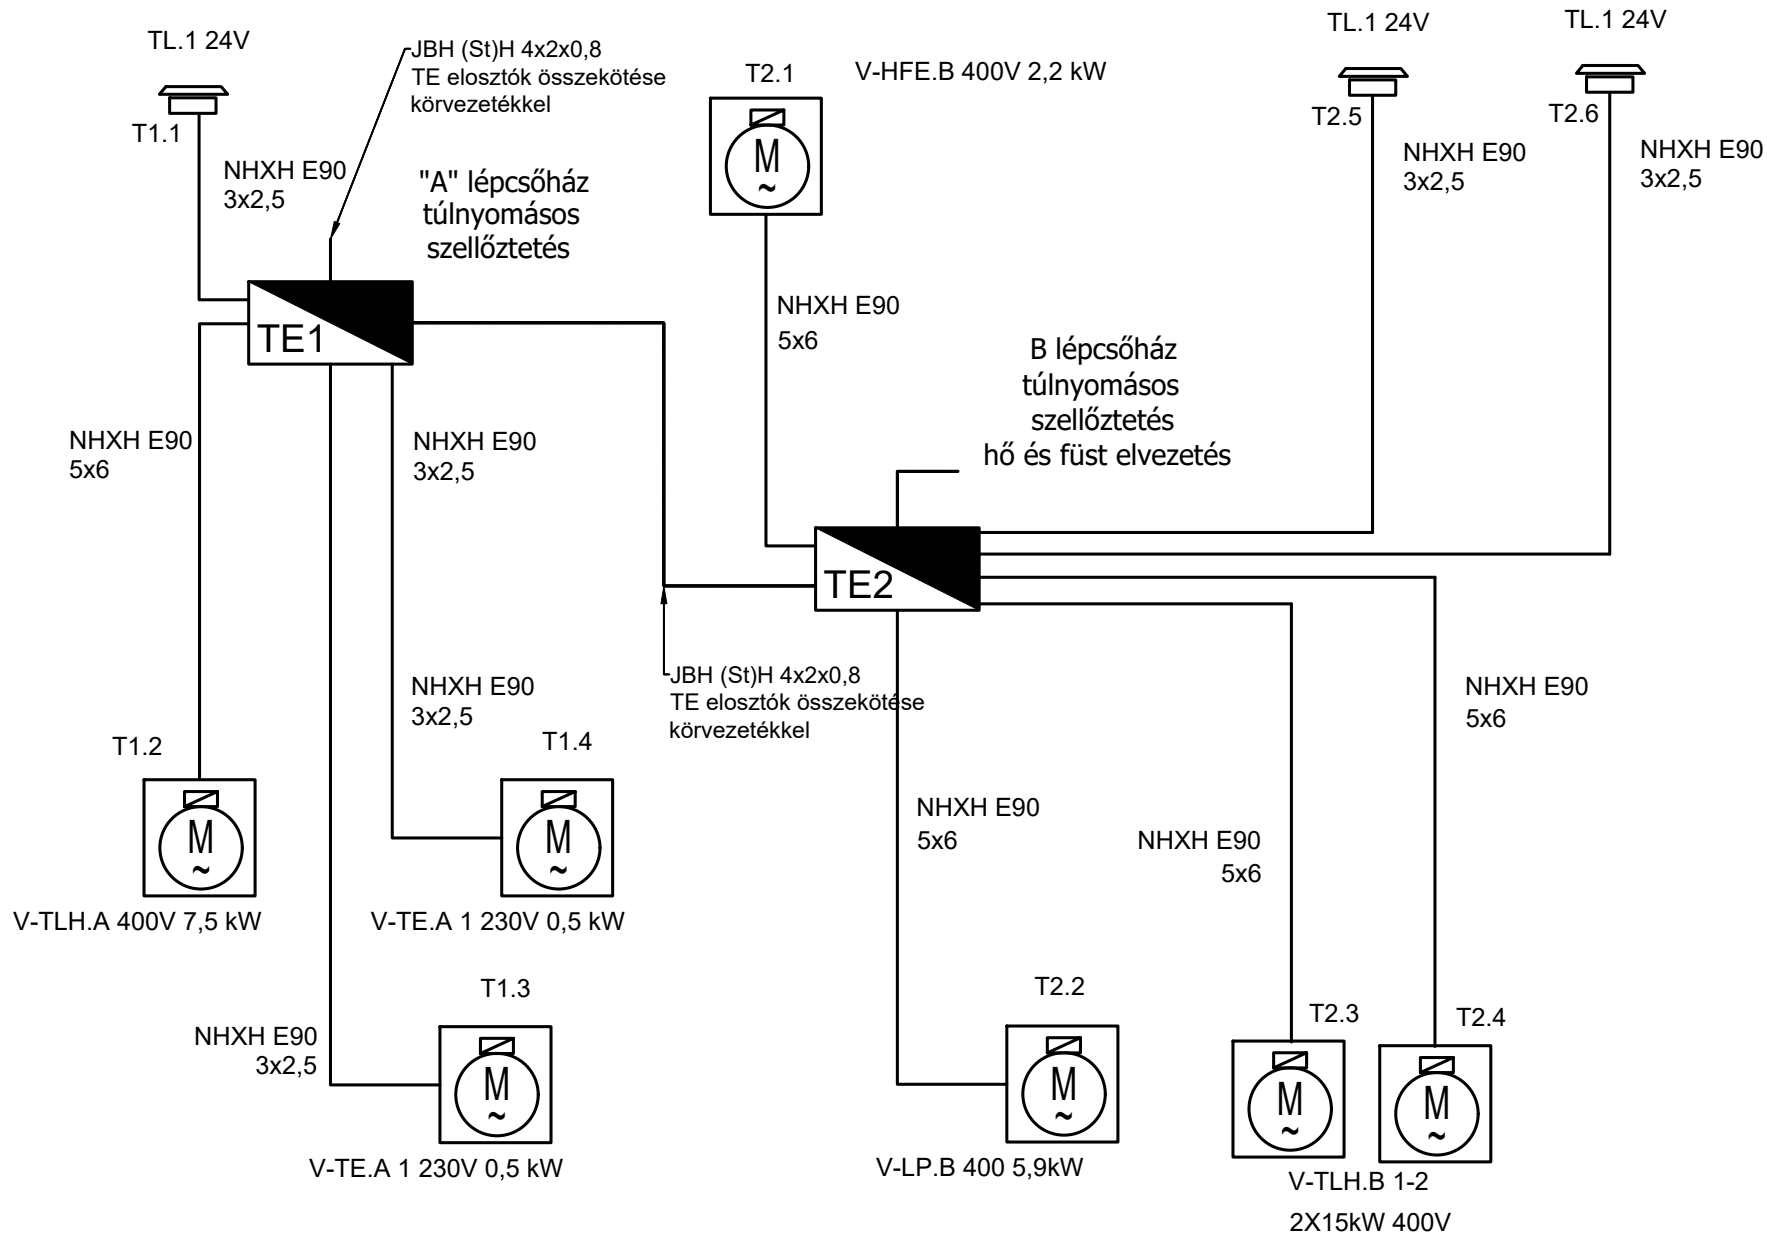 TL.1 24V
T1.1
NHXH E90
3x2,5
JBH (St)H 4x2x0,8
TE elosztók összekötése
körvezetékkel
"A" lépcsőház
túlnyomásos
szellőztetés
TE1
NHXH E90
5x6
NHXH E90
3x2,5
NHXH E90
3x2,5
T1.2
M
~
V-TLH.A 400V 7,5 kW
T1.4
M
~
V-TE.A 1 230V 0,5 kW
T1.3
NHXH E90
3x2,5
M
~
V-TE.A 1 230V 0,5 kW
T2.1
V-HFE.B 400V 2,2 kW
M
~
NHXH E90
5x6
TL.1 24V
T2.5
NHXH E90
3x2,5
TL.1 24V
T2.6
NHXH E90
3x2,5
B lépcsőház
túlnyomásos
szellőztetés
hő és füst elvezetés
TE2
JBH (St)H 4x2x0,8
TE elosztók összekötése
körvezetékkel
NHXH E90
5x6
NHXH E90
5x6
NHXH E90
5x6
T2.2
M
~
V-LP.B 400 5,9kW
T2.3
M
~
T2.4
M
~
V-TLH.B 1-2
2X15kW 400V